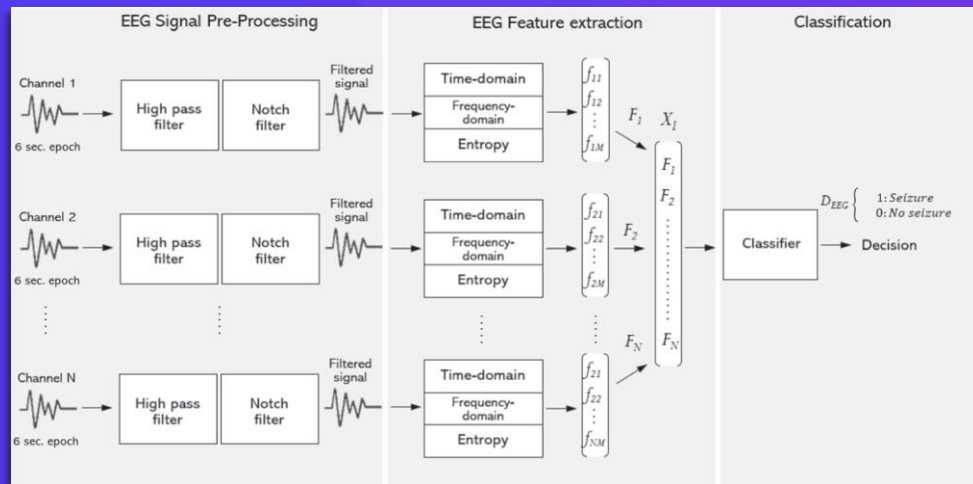 EEG Signal Pre-Processing
EEG Feature extraction
Classification
Channel 1
6 sec. epoch
High pass
filter
Notch
filter
Filtered
signal
Time-domain
Frequency-
domain
Entropy
f11
f12
⋮
f1M
F1
X1
Channel 2
6 sec. epoch
High pass
filter
Notch
filter
Filtered
signal
Time-domain
Frequency-
domain
Entropy
f21
f22
⋮
f2M
F2
Channel N
6 sec. epoch
High pass
filter
Notch
filter
Filtered
signal
Time-domain
Frequency-
domain
Entropy
f21
f22
⋮
fNM
FN
F1
F2
FN
Classifier
DEEG { 1: Seizure
0: No seizure
Decision